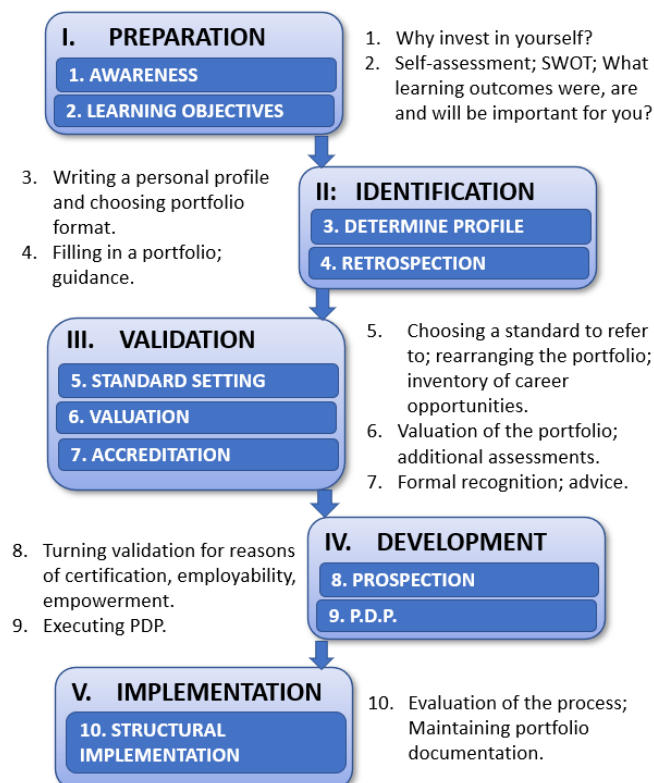 I. PREPARATION
1. AWARENESS
2. LEARNING OBJECTIVES
1. Why invest in yourself?
2. Self-assessment; SWOT; What
learning outcomes were, are
and will be important for you?
3. Writing a personal profile
and choosing portfolio
format.
4. Filling in a portfolio;
guidance.
II: IDENTIFICATION
3. DETERMINE PROFILE
4. RETROSPECTION
III. VALIDATION
5. STANDARD SETTING
6. VALUATION
7. ACCREDITATION
5. Choosing a standard to refer
to; rearranging the portfolio;
inventory of career
opportunities.
6. Valuation of the portfolio;
additional assessments.
7. Formal recognition; advice.
8. Turning validation for reasons
of certification, employability,
empowerment.
9. Executing PDP.
IV. DEVELOPMENT
8. PROSPECTION
9. P.D.P.
V. IMPLEMENTATION
10. STRUCTURAL
IMPLEMENTATION
10. Evaluation of the process;
Maintaining portfolio
documentation.